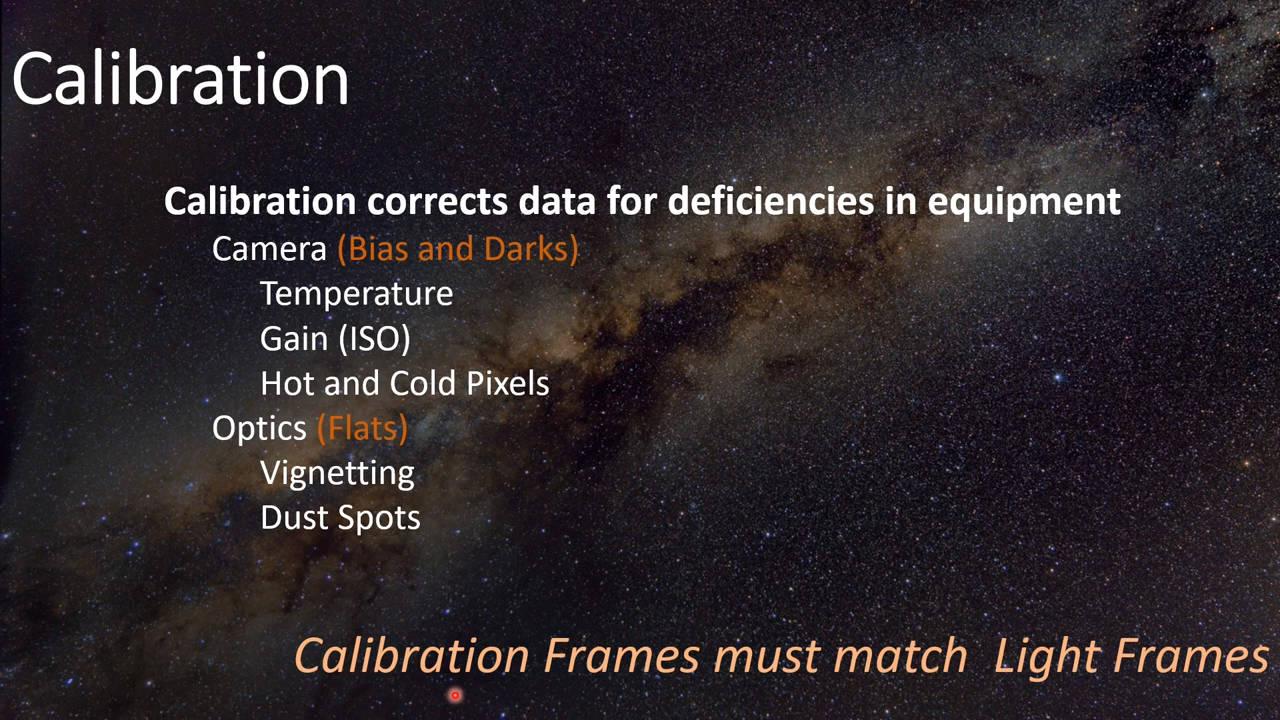 Calibration
Calibration corrects data for deficiencies in equipment
Camera (Bias and Darks)
Temperature
Gain (ISO)
Hot and Cold Pixels
Optics (Flats)
Vignetting
Dust Spots
Calibration Frames must match  Light Frames